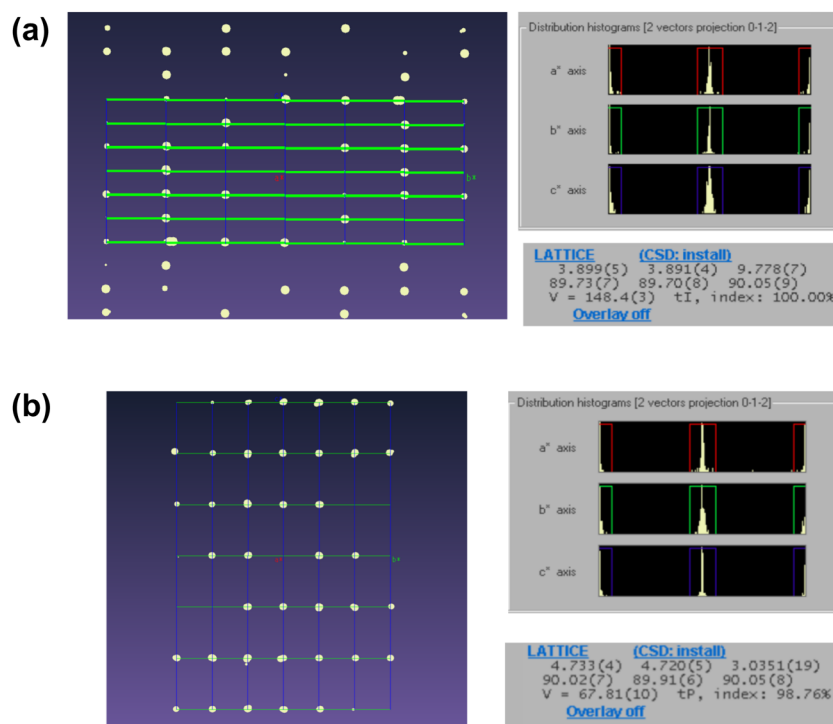 (a)
Distribution histograms [2 vectors projection 0-1-2]
a* axis
b* axis
c* axis
LATTICE (CSD: install)
3.899(5) 3.891(4) 9.778(7)
89.73(7) 89.70(8) 90.05(9)
V = 148.4(3) tI, index: 100.00%
Overlay off
b*
(b)
Distribution histograms [2 vectors projection 0-1-2]
a* axis
b* axis
c* axis
LATTICE (CSD: install)
4.733(4) 4.720(5) 3.0351(19)
90.02(7) 89.91(6) 90.05(8)
V = 67.81(10) tP, index: 98.76%
Overlay off
b*